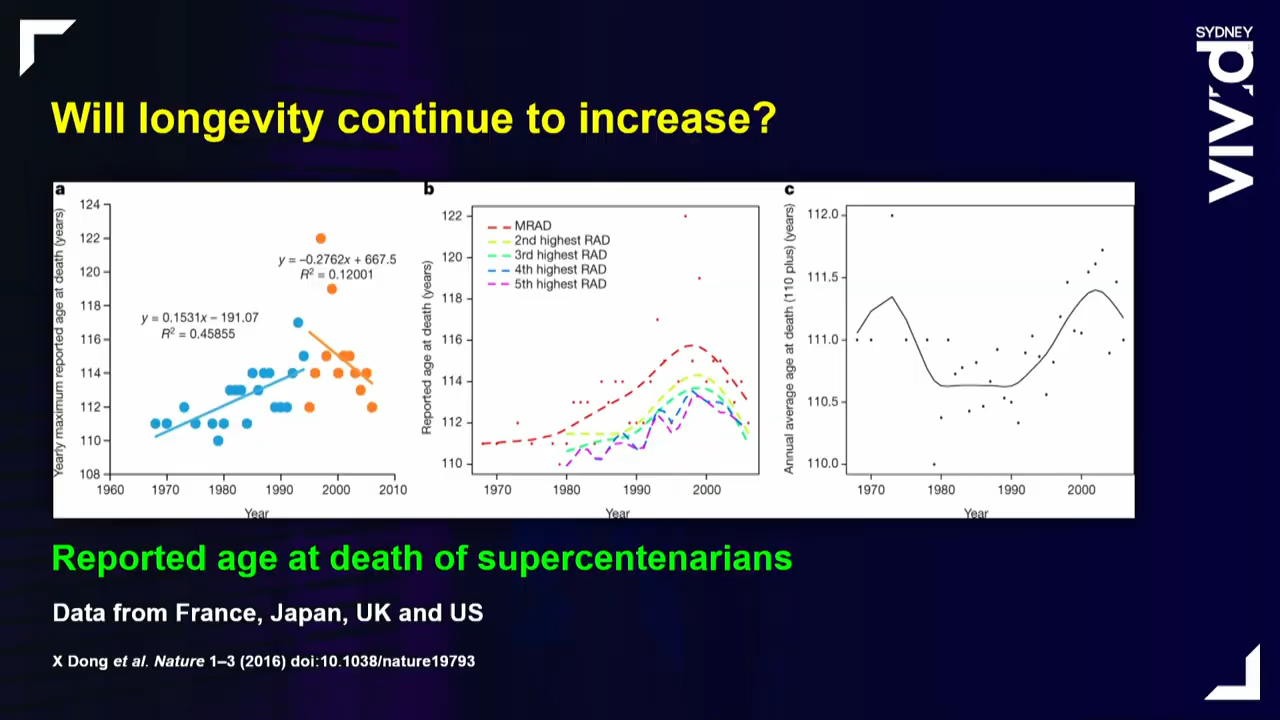 SYDNEY
VIVID
Will longevity continue to increase?
a
Yearly maximum reported age at death (years)
124
122
120
118
116
114
112
110
108
1960
1970
1980
1990
2000
2010
Year
y = 0.1531x – 191.07
R² = 0.45855
y = –0.2762x + 667.5
R² = 0.12001
b
Reported age at death (years)
122
120
118
116
114
112
110
1970
1980
1990
2000
Year
MRAD
2nd highest RAD
3rd highest RAD
4th highest RAD
5th highest RAD
c
Annual average age at death (110 plus) (years)
112.0
111.5
111.0
110.5
110.0
1970
1980
1990
2000
Year
Reported age at death of supercentenarians
Data from France, Japan, UK and US
X Dong et al. Nature 1–3 (2016) doi:10.1038/nature19793